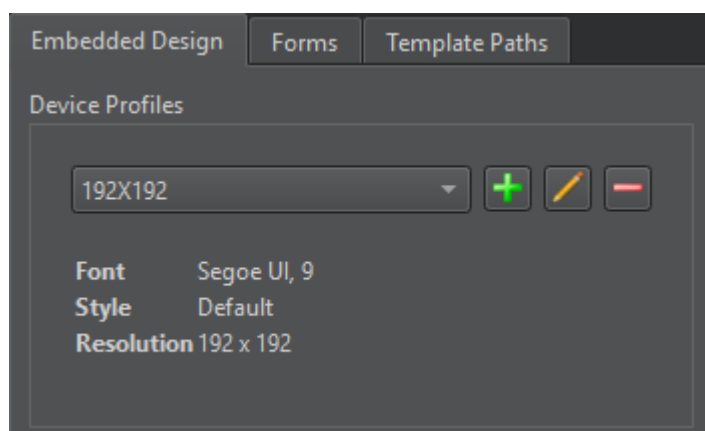 Embedded Design Forms Template Paths
Device Profiles
192X192
Font Segoe UI, 9
Style Default
Resolution 192 x 192